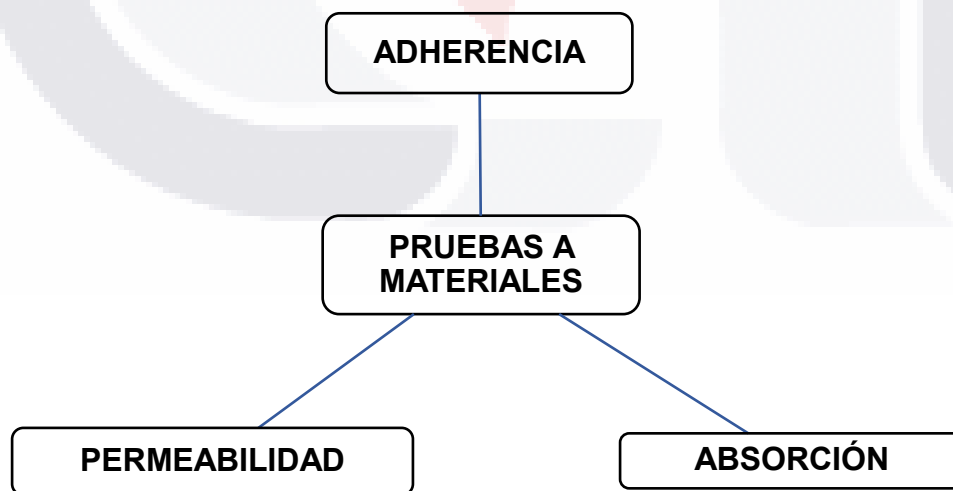 ADHERENCIA
PRUEBAS A
MATERIALES
PERMEABILIDAD
ABSORCIÓN